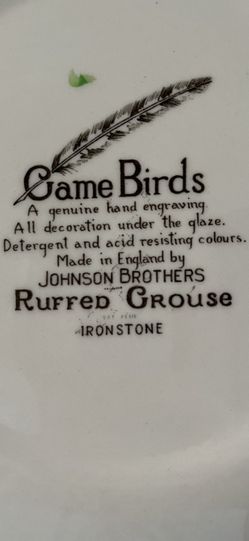 Game Birds
A genuine hand engraving.
All decoration under the glaze.
Detergent and acid resisting colours.
Made in England by
JOHNSON BROTHERS
RUFFED GROUSE
IRONSTONE